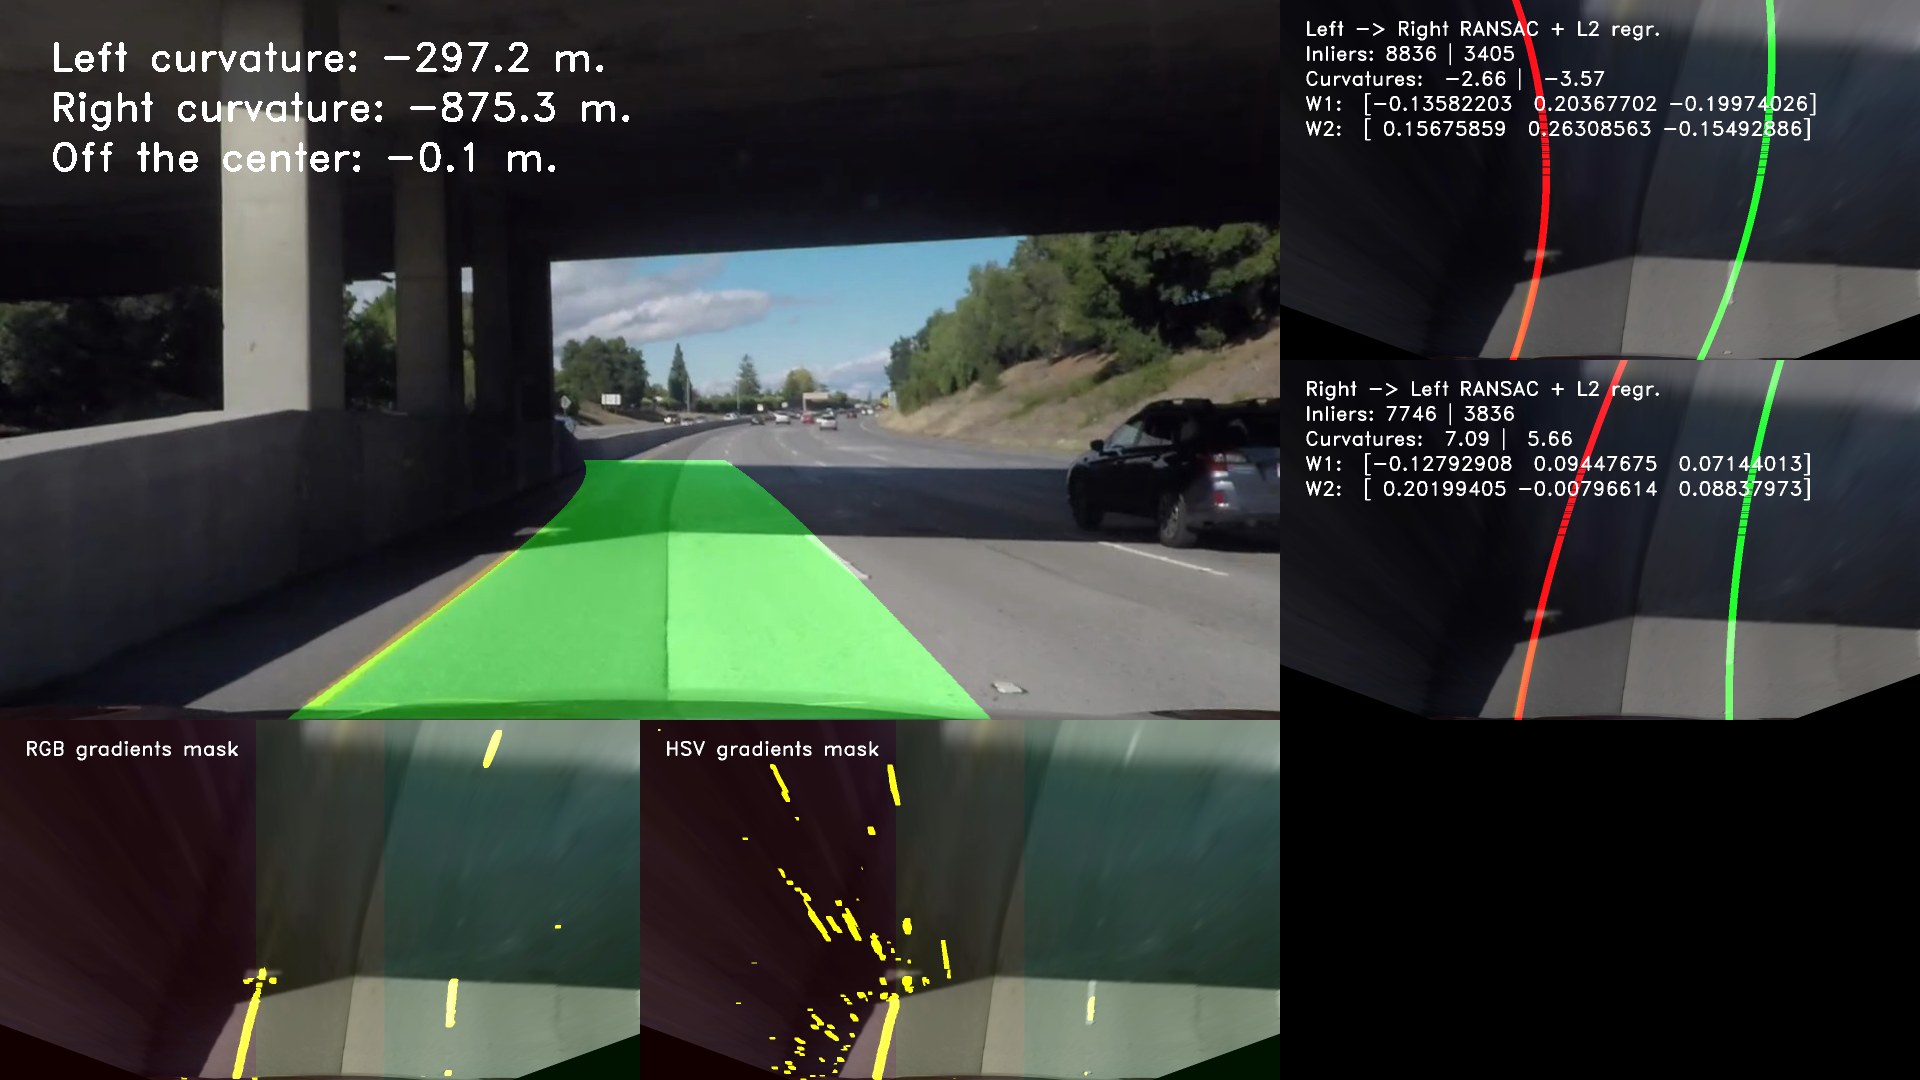 Left curvature: -297.2 m.
Right curvature: -875.3 m.
Off the center: -0.1 m.
Left -> Right RANSAC + L2 regr.
Inliers: 8836 | 3405
Curvatures: -2.66 | -3.57
W1: [-0.13582203 0.20367702 -0.19974026]
W2: [ 0.15675859 0.26308563 -0.15492886]
Right -> Left RANSAC + L2 regr.
Inliers: 7746 | 3836
Curvatures: 7.09 | 5.66
W1: [-0.12792908 0.09447675 0.07144013]
W2: [ 0.20199405 -0.00796614 0.08837973]
RGB gradients mask
HSV gradients mask